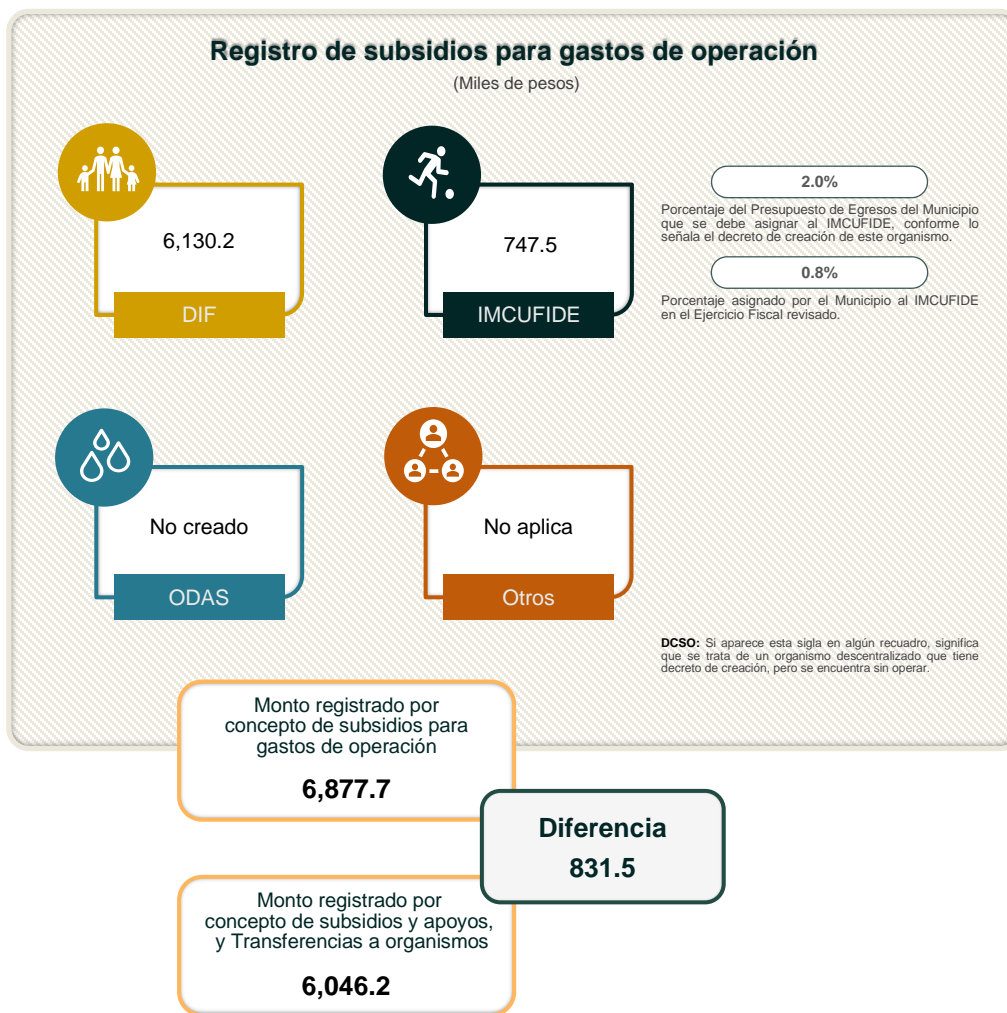 Registro de subsidios para gastos de operación
(Miles de pesos)
6,130.2
DIF
747.5
IMCUFIDE
2.0%
Porcentaje del Presupuesto de Egresos del Municipio
que se debe asignar al IMCUFIDE, conforme lo
señala el decreto de creación de este organismo.
0.8%
Porcentaje asignado por el Municipio al IMCUFIDE
en el Ejercicio Fiscal revisado.
No creado
ODAS
No aplica
Otros
DCSO: Si aparece esta sigla en algún recuadro, significa
que se trata de un organismo descentralizado que tiene
decreto de creación, pero se encuentra sin operar.
Monto registrado por
concepto de subsidios para
gastos de operación
6,877.7
Diferencia
831.5
Monto registrado por
concepto de subsidios y apoyos,
y Transferencias a organismos
6,046.2